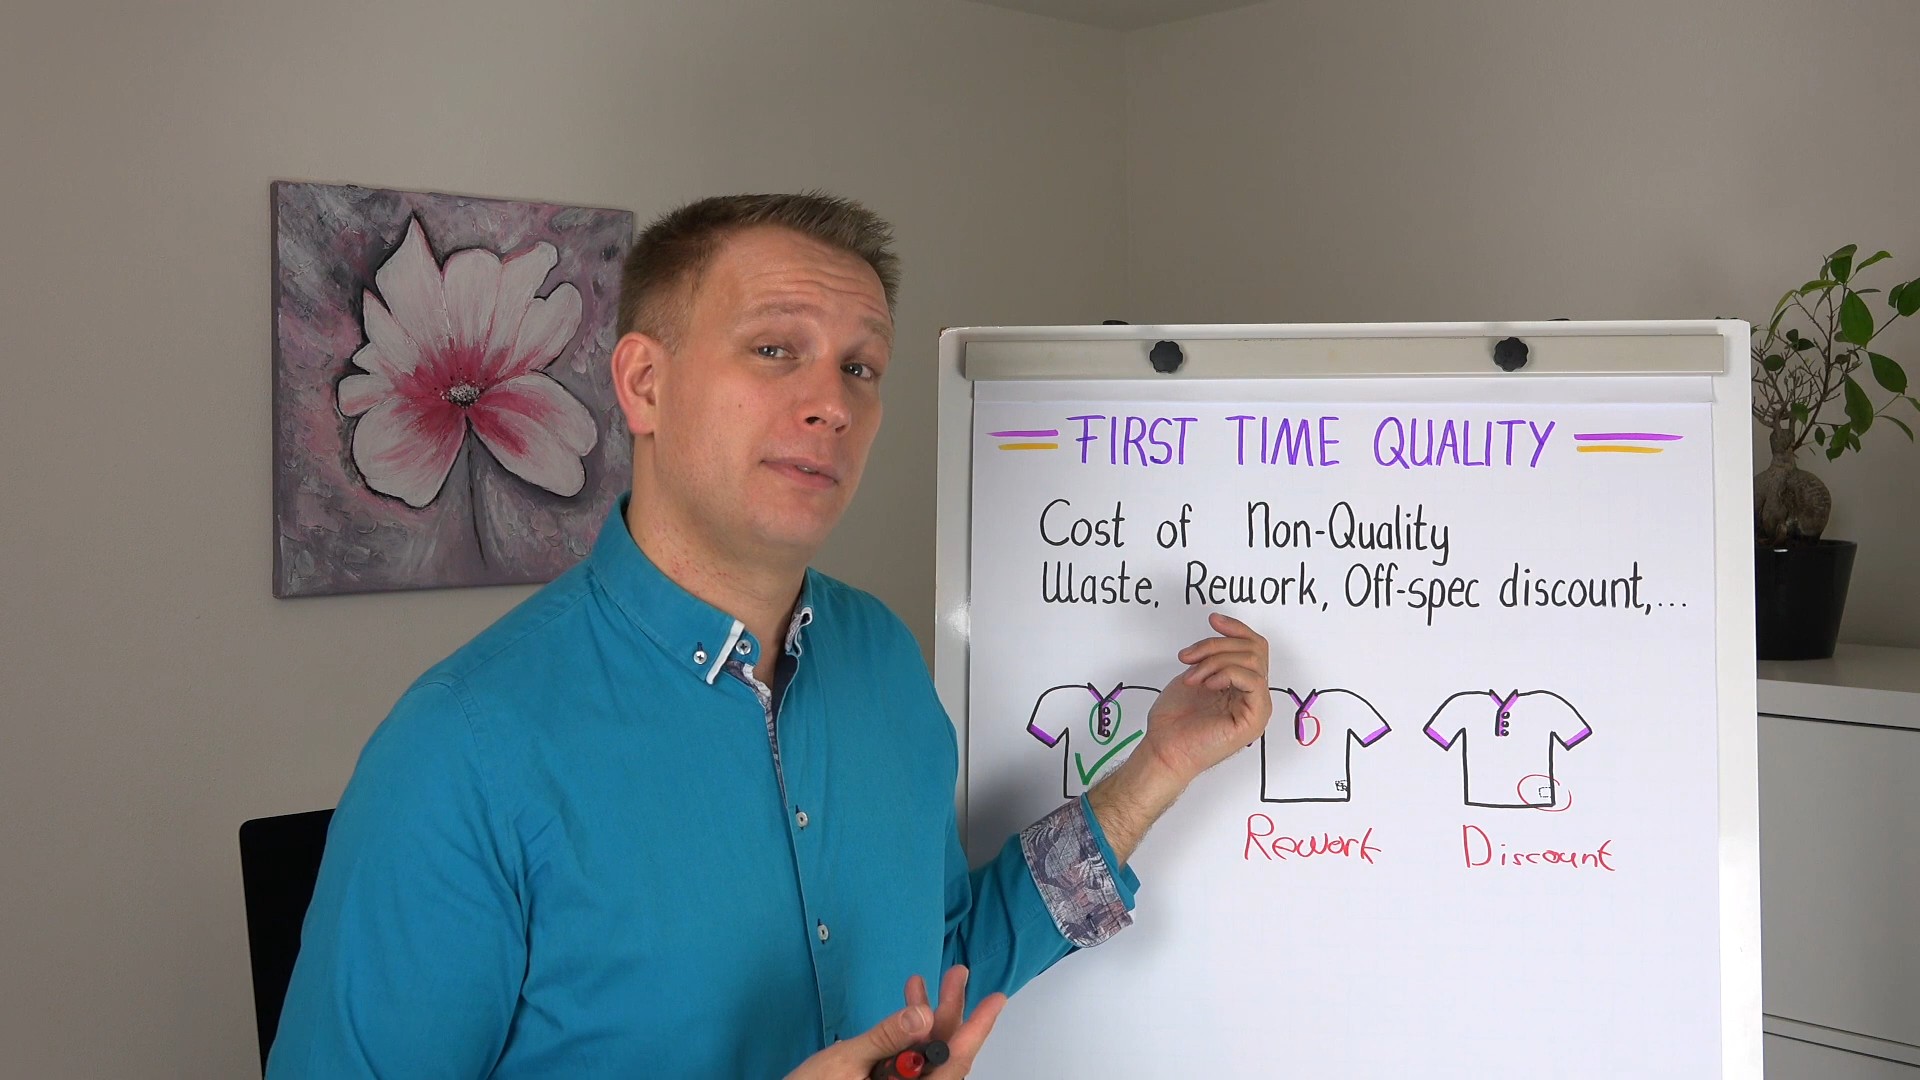 FIRST TIME QUALITY
Cost of Non-Quality
Waste, Rework, Off-spec discount,...
Rework Discount